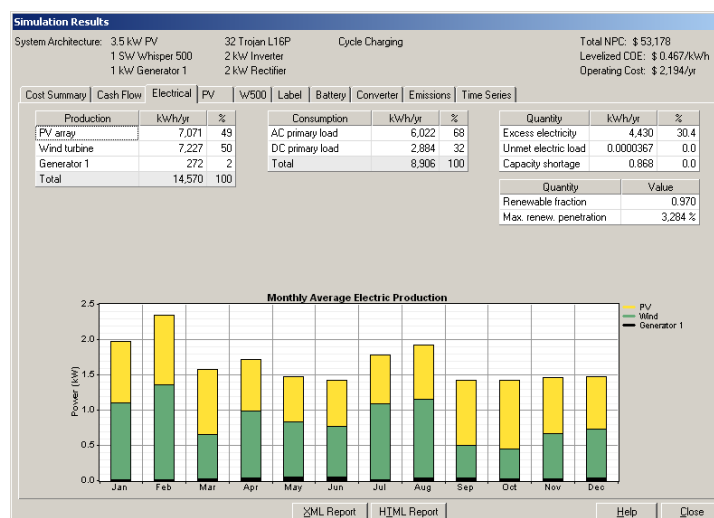 Simulation Results
System Architecture: 3.5 kW PV 32 Trojan L16P Cycle Charging Total NPC: $ 53,178
1 SW Whisper 500 2 kW Inverter Levelized COE: $ 0.467/kWh
1 kW Generator 1 2 kW Rectifier Operating Cost: $ 2,194/yr
Cost Summary Cash Flow Electrical PV W500 Label Battery Converter Emissions Time Series
Production kWh/yr %
PV array 7,071 49
Wind turbine 7,227 50
Generator 1 272 2
Total 14,570 100
Consumption kWh/yr %
AC primary load 6,022 68
DC primary load 2,884 32
Total 8,906 100
Quantity kWh/yr %
Excess electricity 4,430 30.4
Unmet electric load 0.0000367 0.0
Capacity shortage 0.868 0.0
Quantity Value
Renewable fraction 0.970
Max. renew. penetration 3,284 %
Monthly Average Electric Production
PV
Wind
Generator 1
Power (kW)
2.5
2.0
1.5
1.0
0.5
0.0
Jan Feb Mar Apr May Jun Jul Aug Sep Oct Nov Dec
XML Report HTML Report Help Close